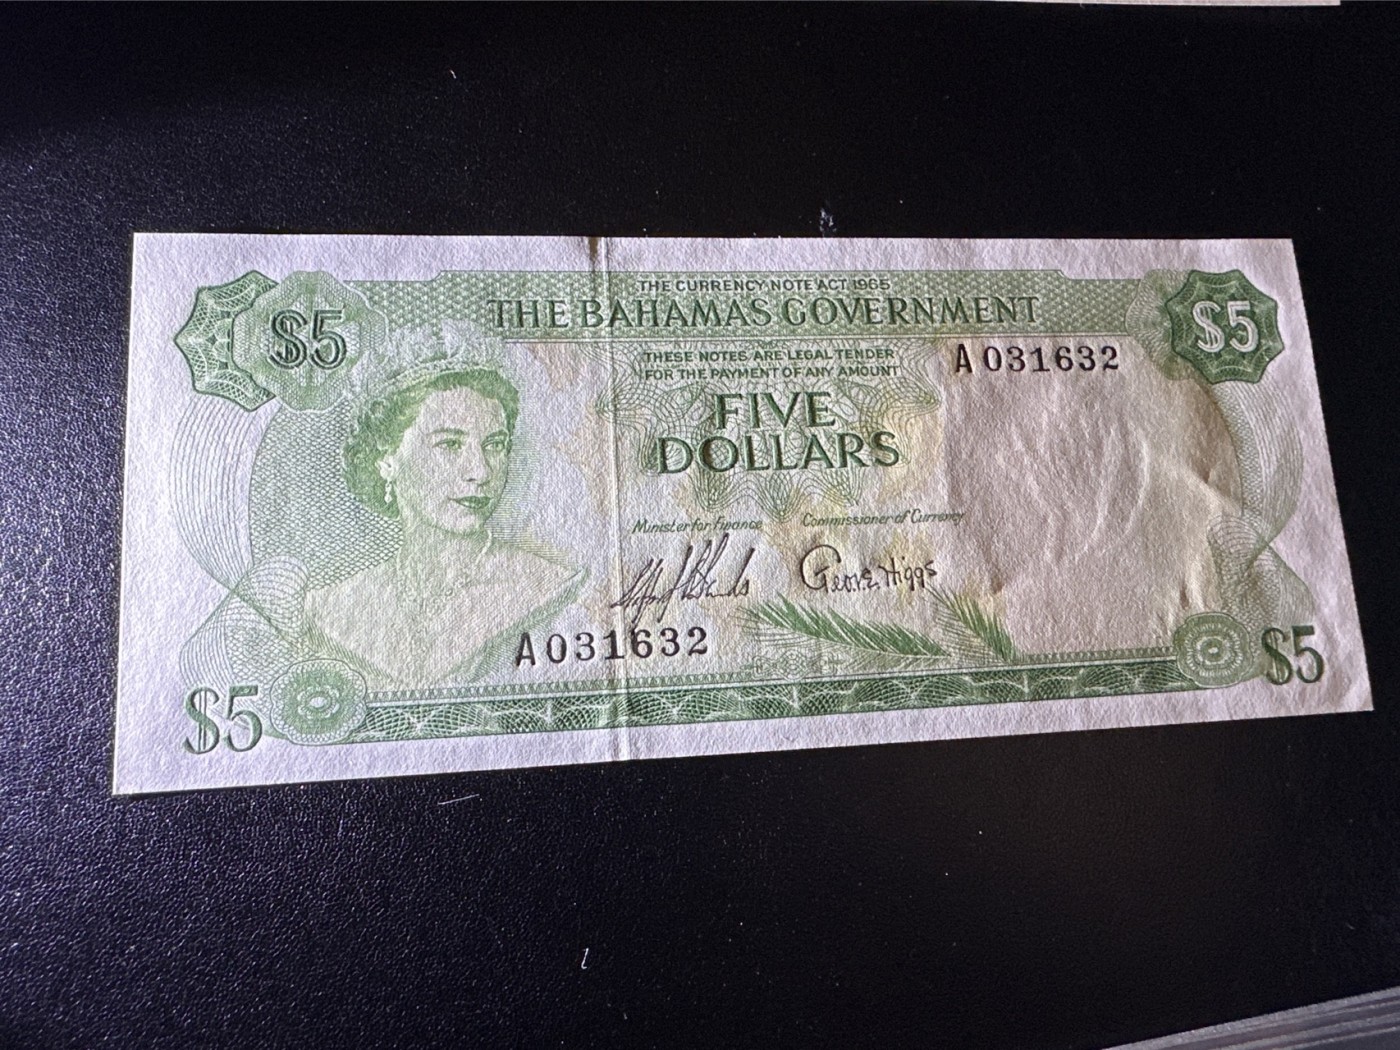 THE CURRENCY NOTE ACT 1965
THE BAHAMAS GOVERNMENT
$5
$5
THESE NOTES ARE LEGAL TENDER
FOR THE PAYMENT OF ANY AMOUNT
A 031632
FIVE
DOLLARS
Minister for Finance
Commissioner of Currency
George Higgs
A 031632
$5
$5